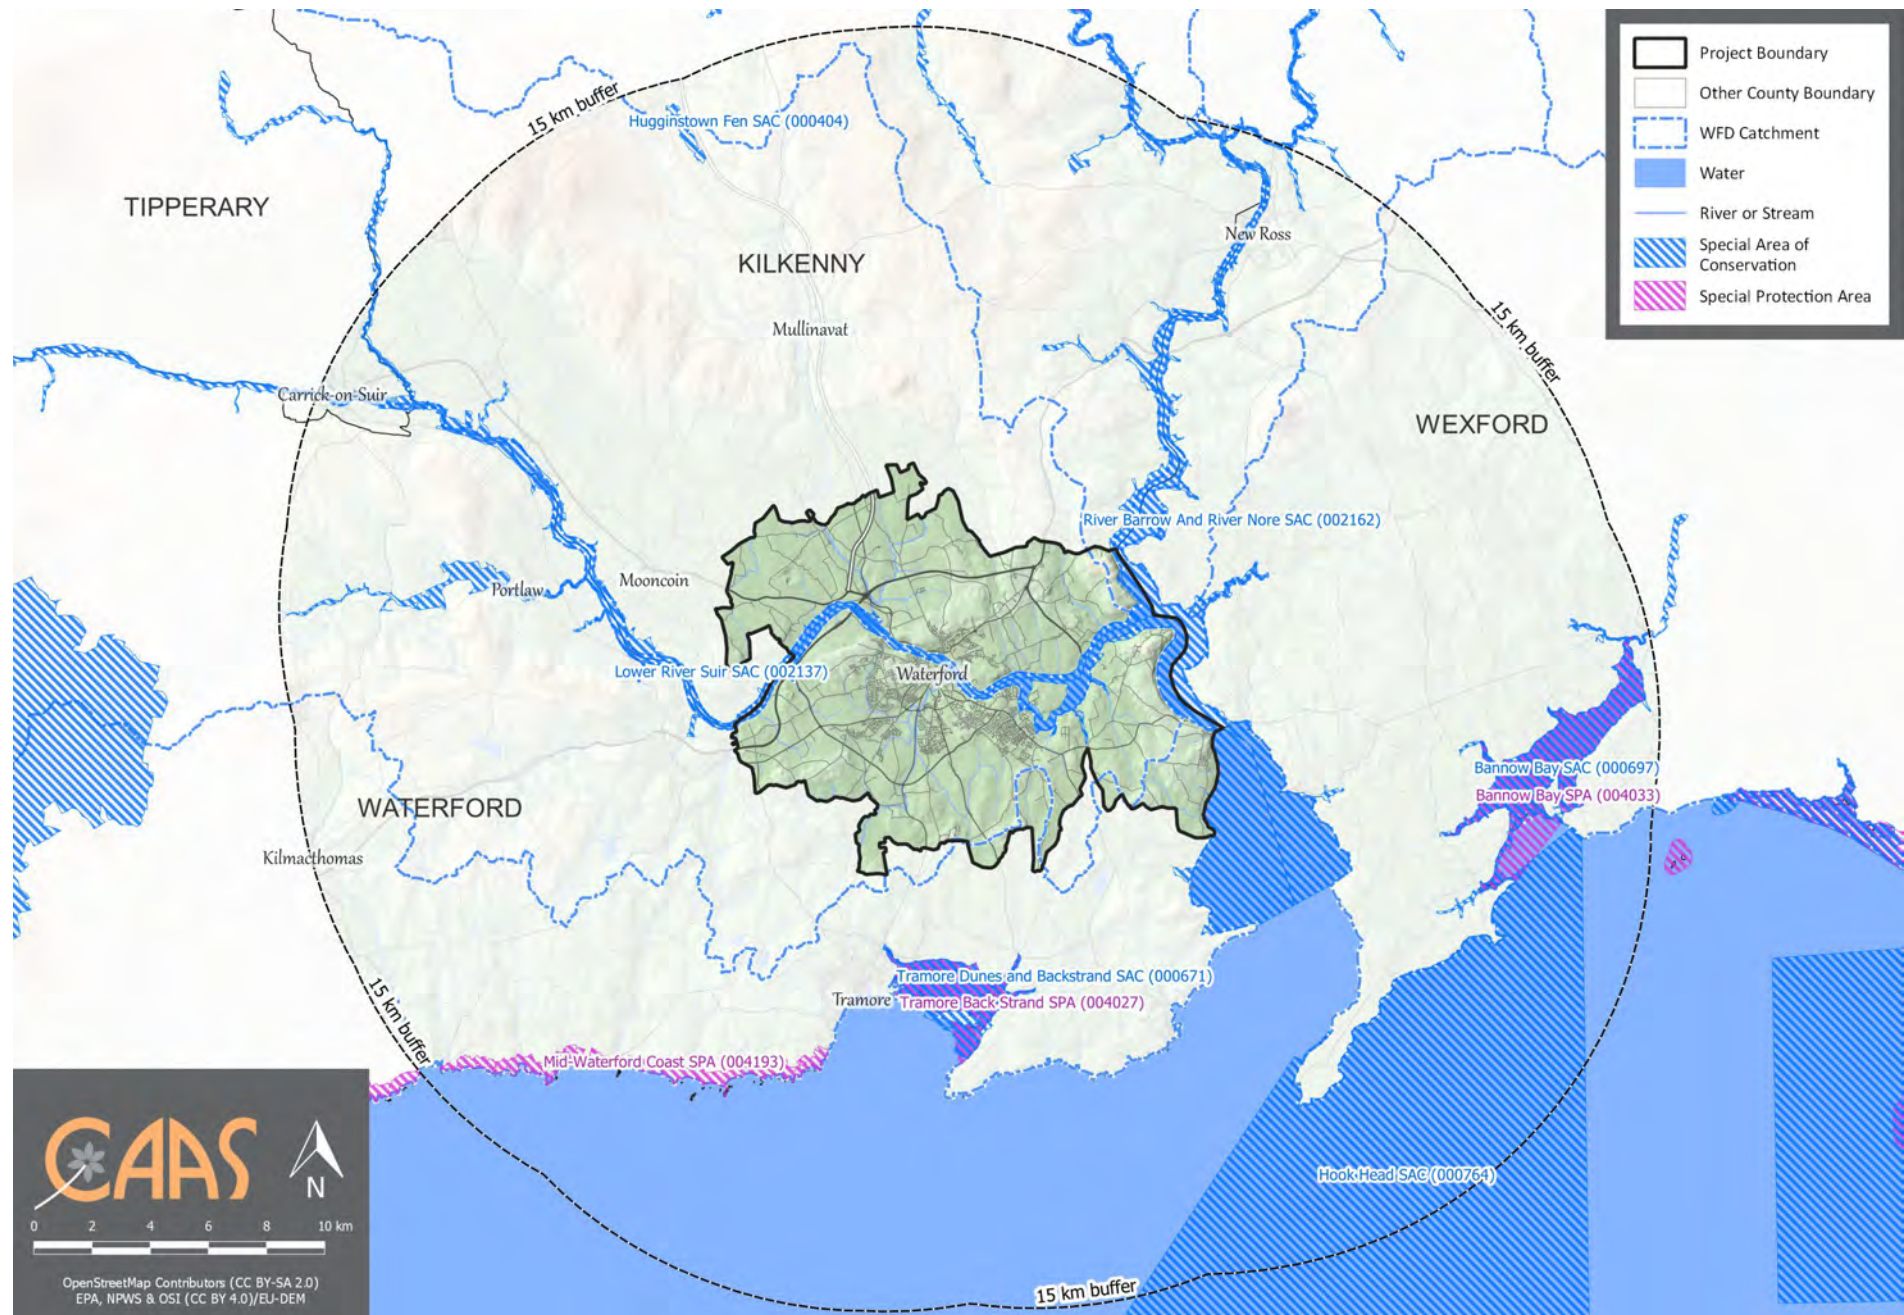 Project Boundary
Other County Boundary
WFD Catchment
Water
River or Stream
Special Area of
Conservation
Special Protection Area
15 km buffer
Hugginstown Fen SAC (000404)
TIPPERARY
KILKENNY
New Ross
Mullinavat
15 km buffer
Carrick-on-Suir
WEXFORD
River Barrow And River Nore SAC (002162)
Mooncoin
Portlaw
Lower River Suir SAC (002137)
Waterford
Bannow Bay SAC (000697)
Bannow Bay SPA (004033)
WATERFORD
Kilmacthomas
Tramore Dunes and Backstrand SAC (000671)
Tramore
Tramore Back Strand SPA (004027)
15 km buffer
Mid-Waterford Coast SPA (004193)
Hook Head SAC (000764)
15 km buffer
CAAS
N
0 2 4 6 8 10 km
OpenStreetMap Contributors (CC BY-SA 2.0)
EPA, NPWS & OSI (CC BY 4.0)/EU-DEM